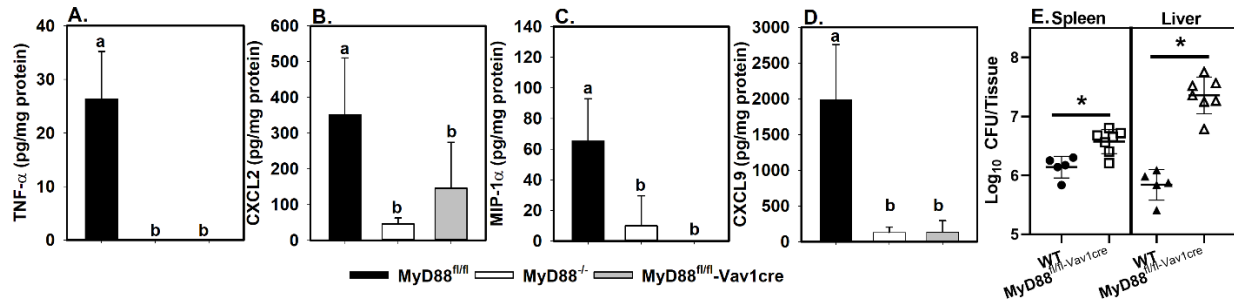 A.
TNF-α (pg/mg protein)
40
30
20
10
0
a
b
b
B.
CXCL2 (pg/mg protein)
600
500
400
300
200
100
0
a
b
b
C.
MIP-1α (pg/mg protein)
140
120
100
80
60
40
20
0
a
b
b
D.
CXCL9 (pg/mg protein)
3000
2500
2000
1500
1000
500
0
a
b
b
MyD88fl/fl
MyD88-/-
MyD88fl/fl-Vav1cre
E.
Spleen
Liver
Log10 CFU/Tissue
8
7
6
5
*
*
WT
MyD88fl/fl-Vav1cre
WT
MyD88fl/fl-Vav1cre